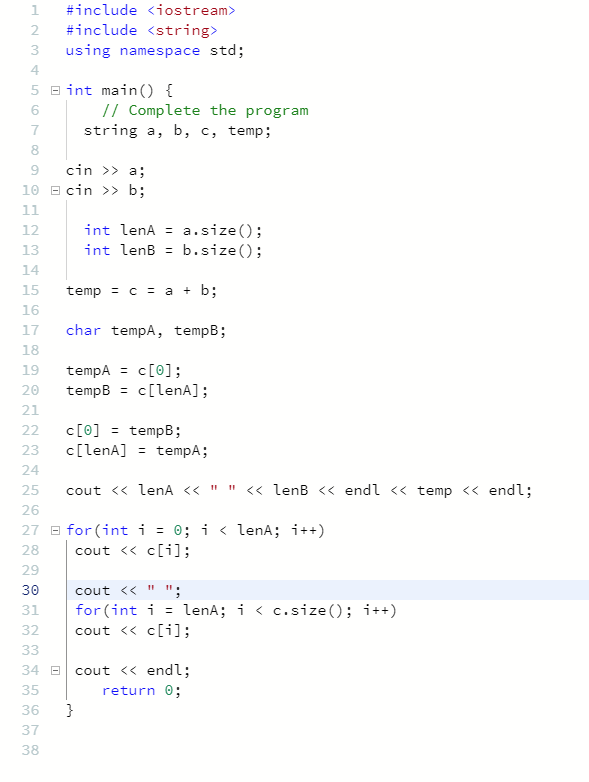 1 #include <iostream>
2 #include <string>
3 using namespace std;
4
5 int main() {
6 // Complete the program
7 string a, b, c, temp;
8
9 cin >> a;
10 cin >> b;
11
12 int lenA = a.size();
13 int lenB = b.size();
14
15 temp = c = a + b;
16
17 char tempA, tempB;
18
19 tempA = c[0];
20 tempB = c[lenA];
21
22 c[0] = tempB;
23 c[lenA] = tempA;
24
25 cout << lenA << " " << lenB << endl << temp << endl;
26
27 for(int i = 0; i < lenA; i++)
28 cout << c[i];
29
30 cout << " ";
31 for(int i = lenA; i < c.size(); i++)
32 cout << c[i];
33
34 cout << endl;
35 return 0;
36 }
37
38